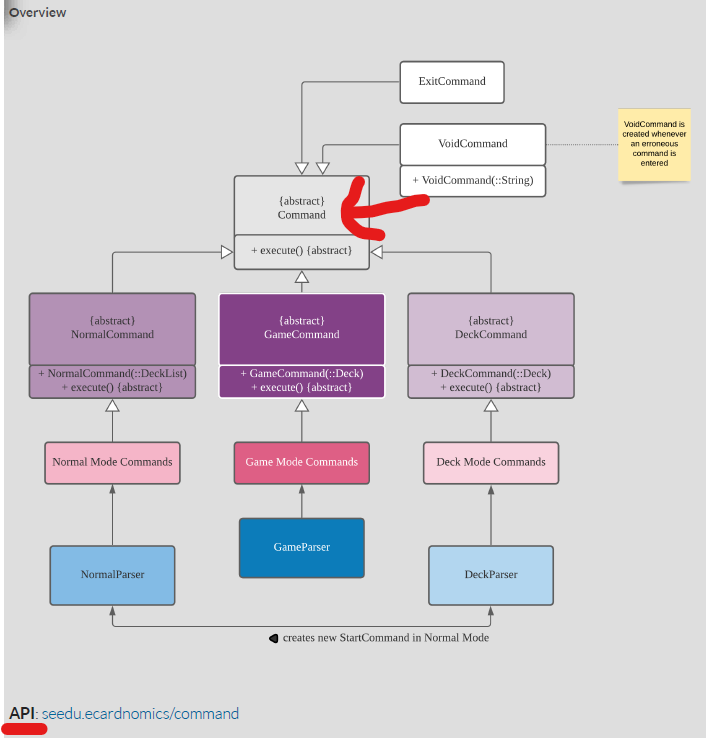 Overview
ExitCommand
VoidCommand
+ VoidCommand(::String)
VoidCommand is
created whenever
an erroneous
command is
entered
{abstract}
Command
+ execute() {abstract}
{abstract}
NormalCommand
+ NormalCommand(::DeckList)
+ execute() {abstract}
{abstract}
GameCommand
+ GameCommand(::Deck)
+ execute() {abstract}
{abstract}
DeckCommand
+ DeckCommand(::Deck)
+ execute() {abstract}
Normal Mode Commands
Game Mode Commands
Deck Mode Commands
NormalParser
GameParser
DeckParser
creates new StartCommand in Normal Mode
API: seedu.ecardnomics/command